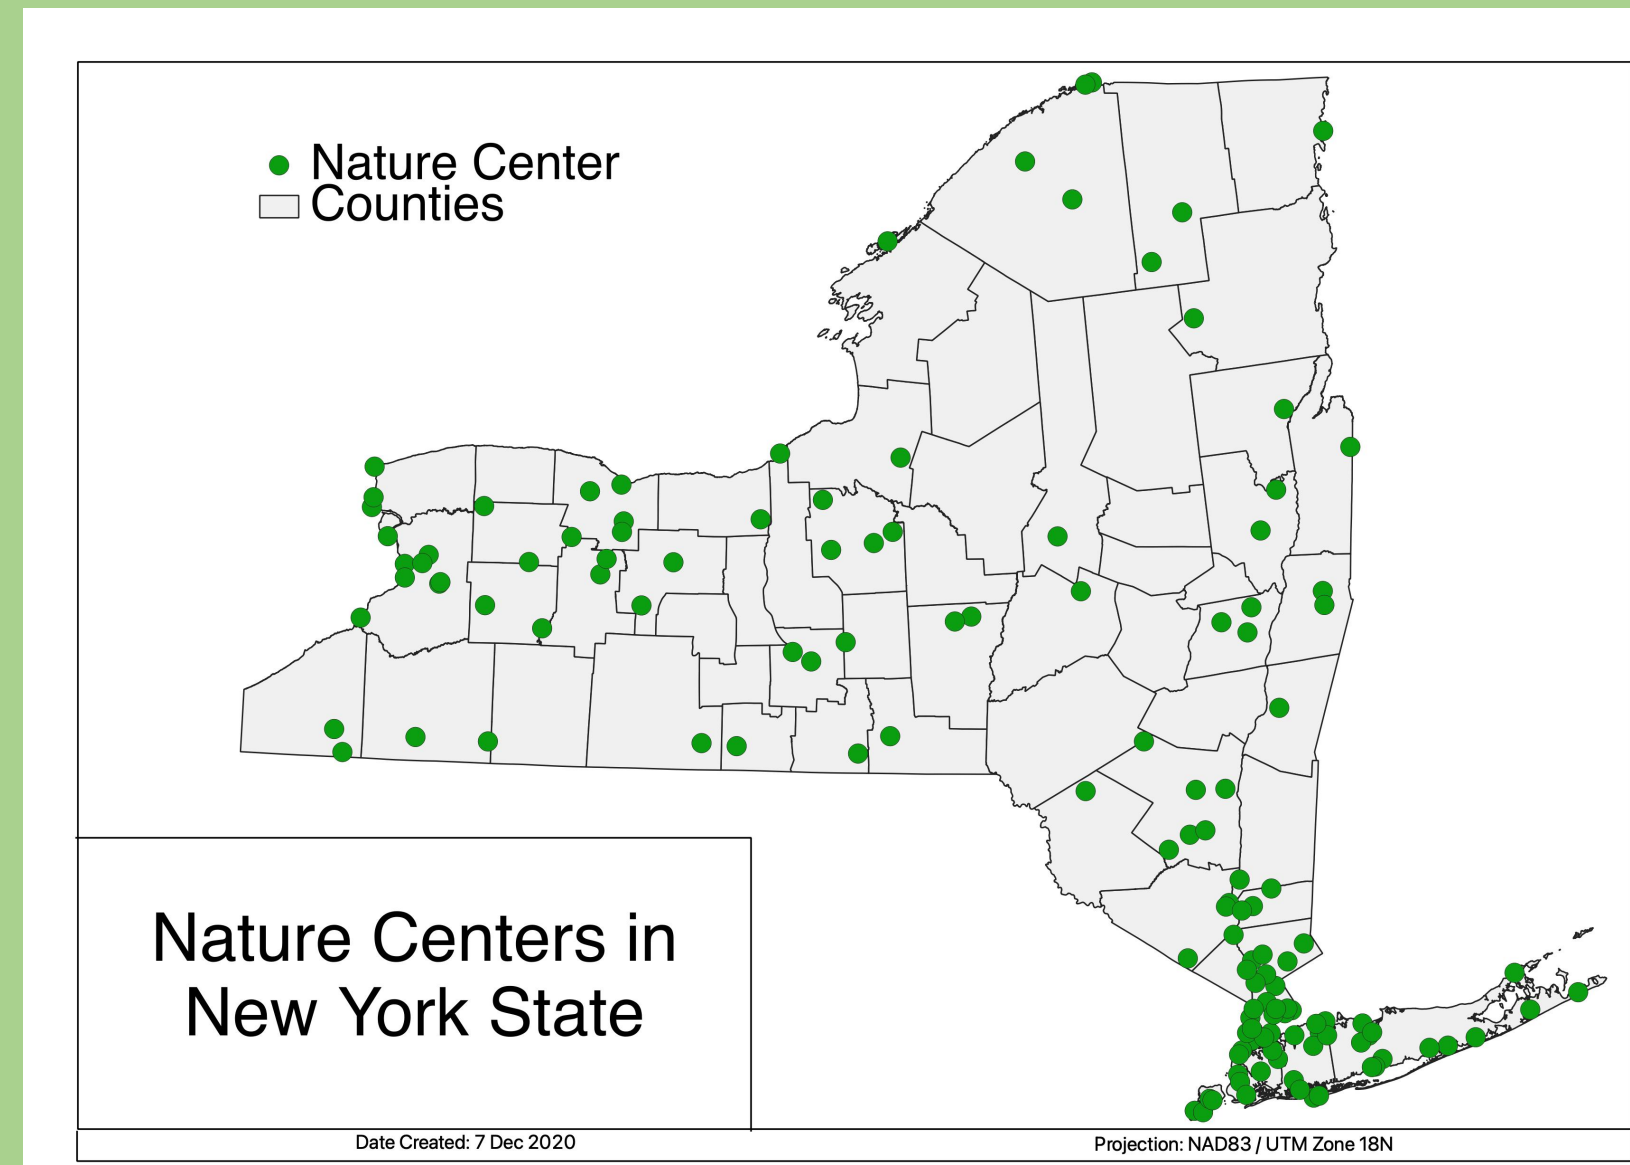 Nature Center
Counties
Nature Centers in
New York State
Date Created: 7 Dec 2020
Projection: NAD83 / UTM Zone 18N